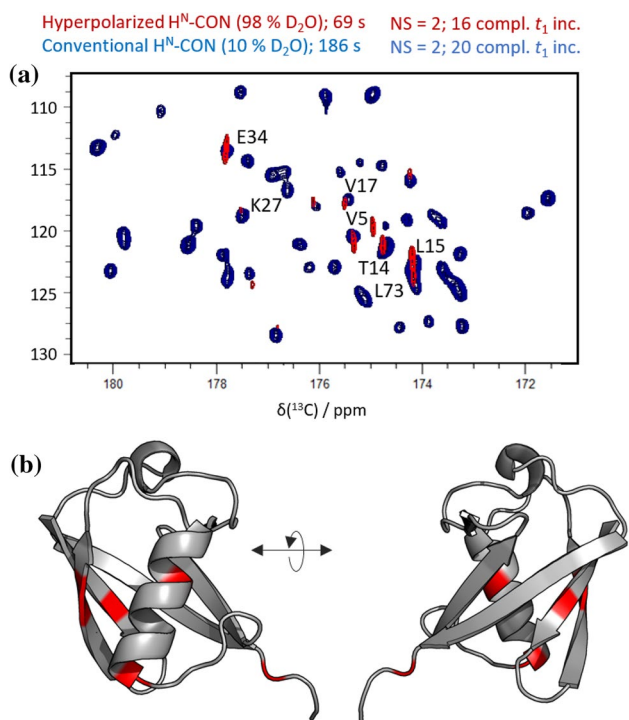 Hyperpolarized Hᴺ-CON (98 % D₂O); 69 s NS = 2; 16 compl. t₁ inc.
Conventional Hᴺ-CON (10 % D₂O); 186 s NS = 2; 20 compl. t₁ inc.
(a)
110
E34
115
V17
K27
V5
120
L15
T14
L73
125
130
180 178 176 174 172
δ(¹³C) / ppm
(b)